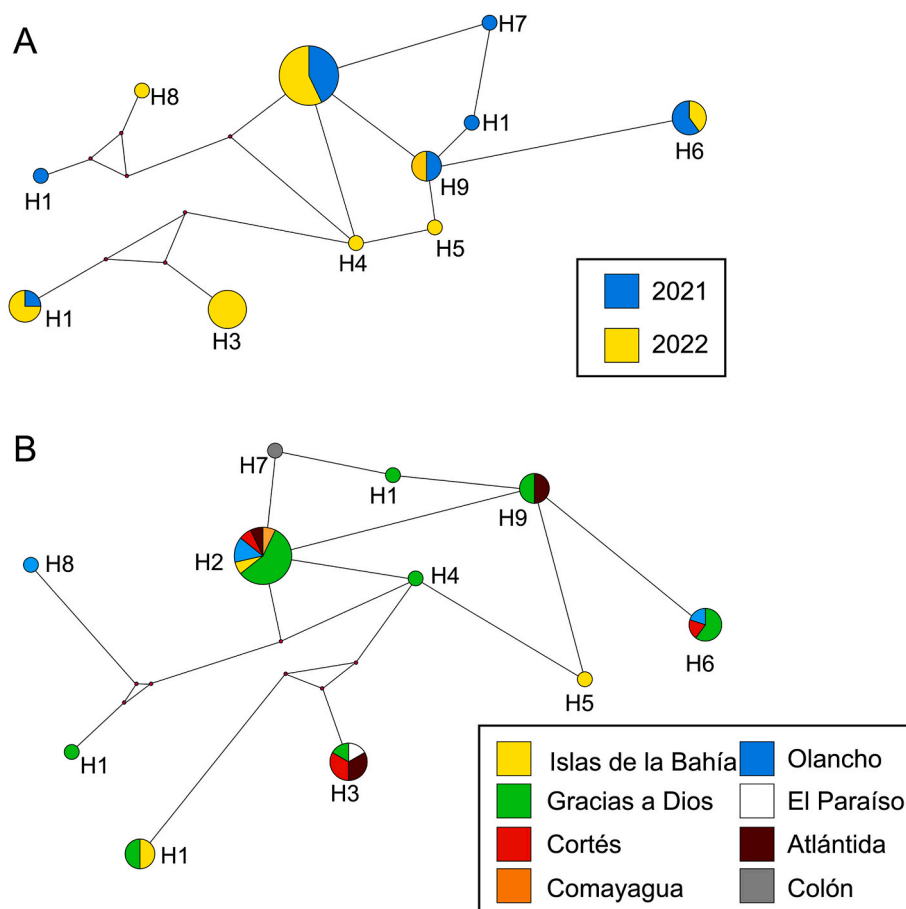 A
H7
H8
H1
H6
H1
H9
H5
H4
H1
H3
2021
2022
B
H7
H1
H9
H2
H8
H4
H6
H5
H1
H3
H1
Islas de la Bahía
Olancho
Gracias a Dios
El Paraíso
Cortés
Atlántida
Comayagua
Colón